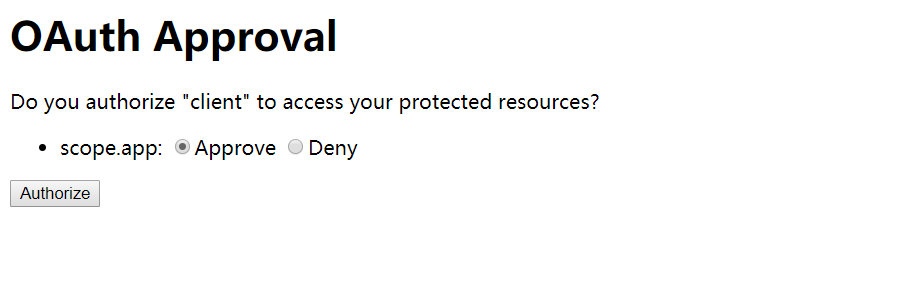 OAuth Approval
Do you authorize "client" to access your protected resources?
scope.app: Approve Deny
Authorize